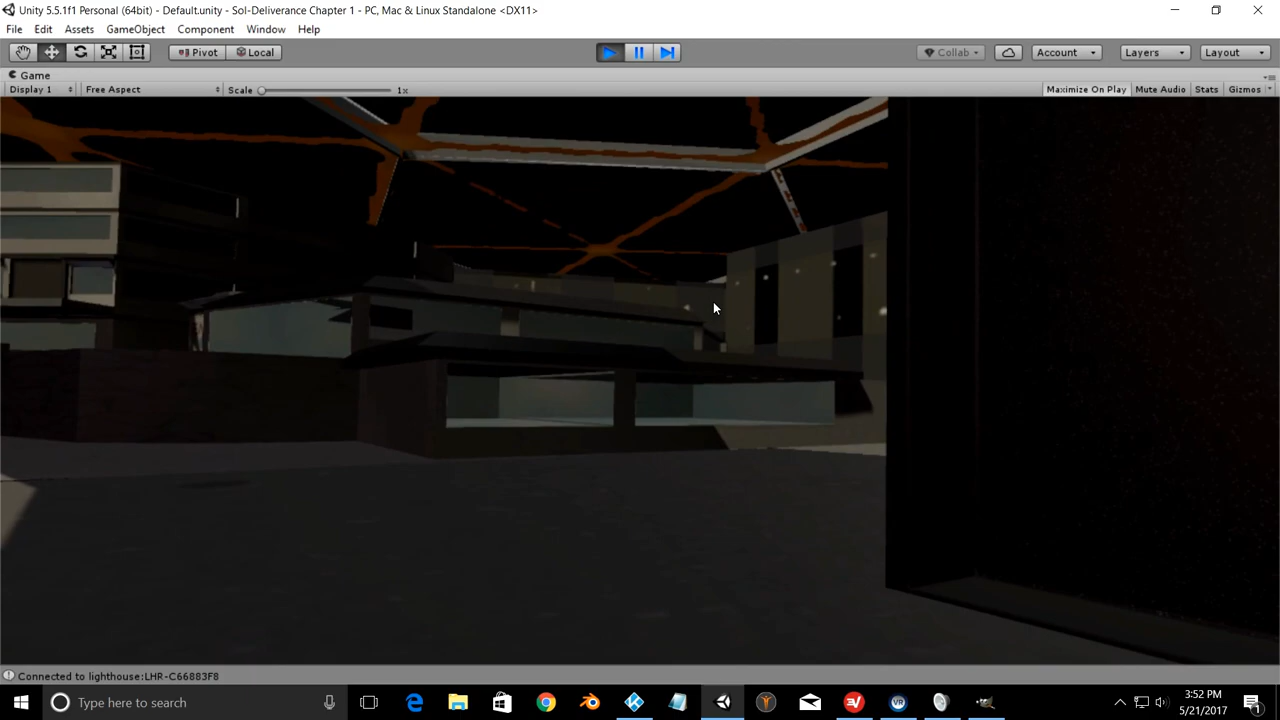 Unity 5.5.1f1 Personal (64bit) - Default.unity - Sol-Deliverance Chapter 1 - PC, Mac & Linux Standalone <DX11>
File Edit Assets GameObject Component Window Help
Pivot Local Collab Account Layers Layout
Game
Display 1 Free Aspect Scale 1x Maximize On Play Mute Audio Stats Gizmos
Connected to lighthouse:LHR-C66883F8
Type here to search
3:52 PM
5/21/2017